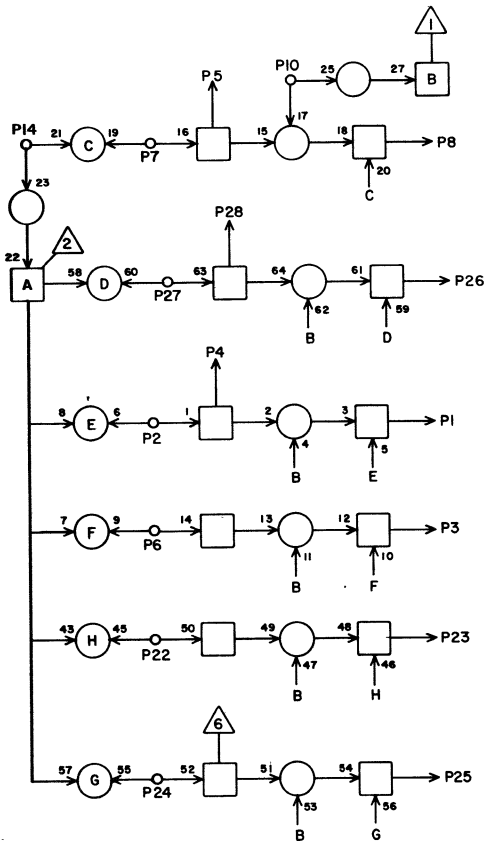 1
P5 P10 25 27 B
P14 21 C 19 P7 16 15 17 18 P8
20
C
23
22 A 2
P28
58 D 60 P27 63 64 61 P26
62 59
B D
P4
8 E 6 P2 1 2 3 P1
4 5
B E
7 F 9 P6 14 13 12 P3
11 10
B F
43 H 45 P22 50 49 48 P23
47 46
B H
6
57 G 55 P24 52 51 54 P25
53 56
B G